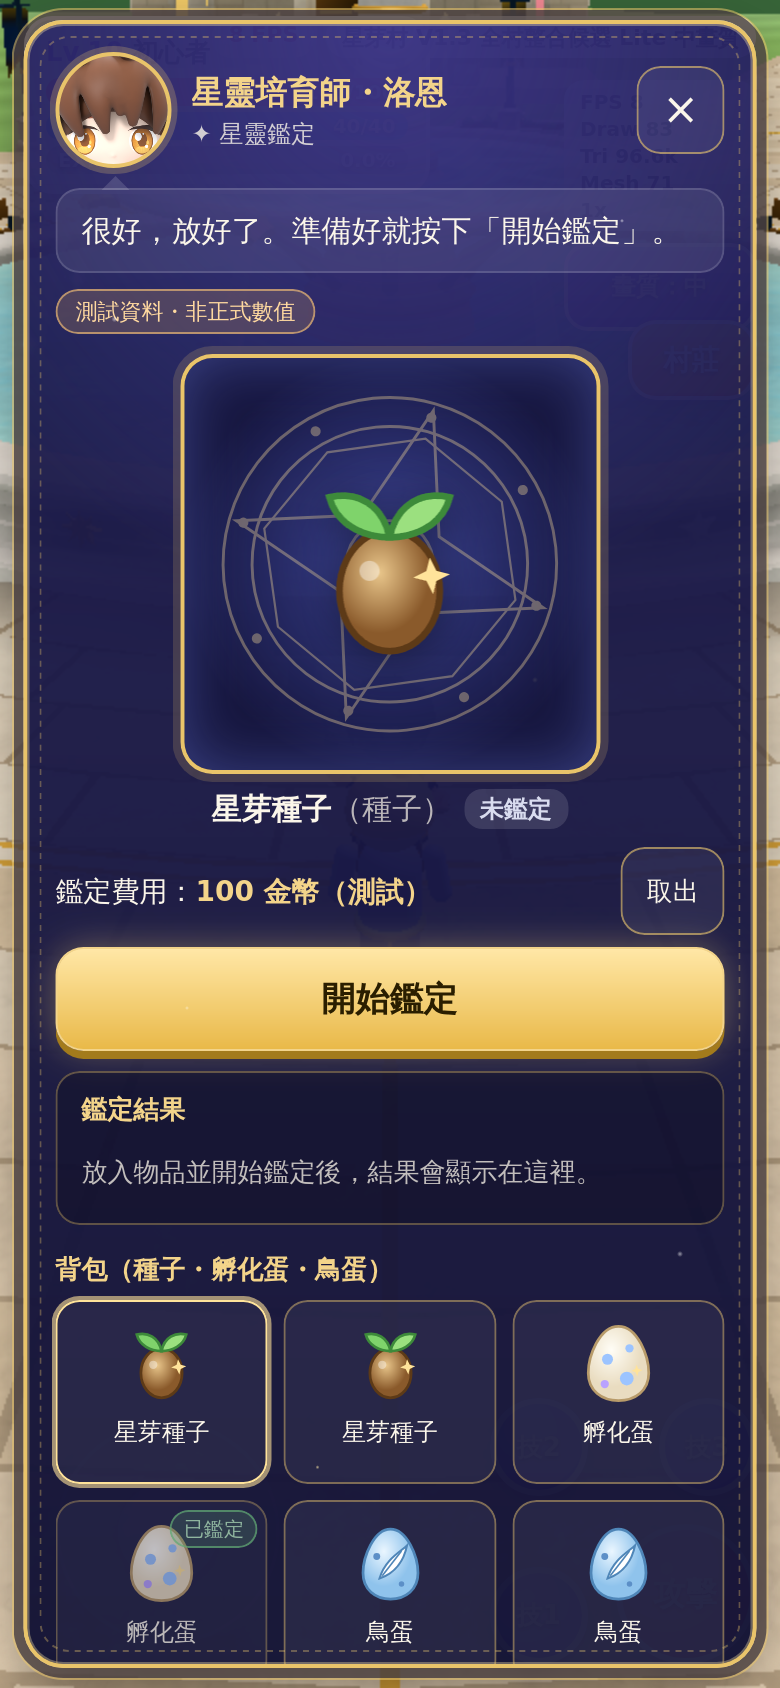 星靈培育師・洛恩
✦ 星靈鑑定
×
很好，放好了。準備好就按下「開始鑑定」。
測試資料・非正式數值
村莊
星芽種子（種子） 未鑑定
鑑定費用：100 金幣（測試） 取出
開始鑑定
鑑定結果
放入物品並開始鑑定後，結果會顯示在這裡。
背包（種子・孵化蛋・鳥蛋）
星芽種子 星芽種子 孵化蛋
已鑑定
孵化蛋 鳥蛋 鳥蛋